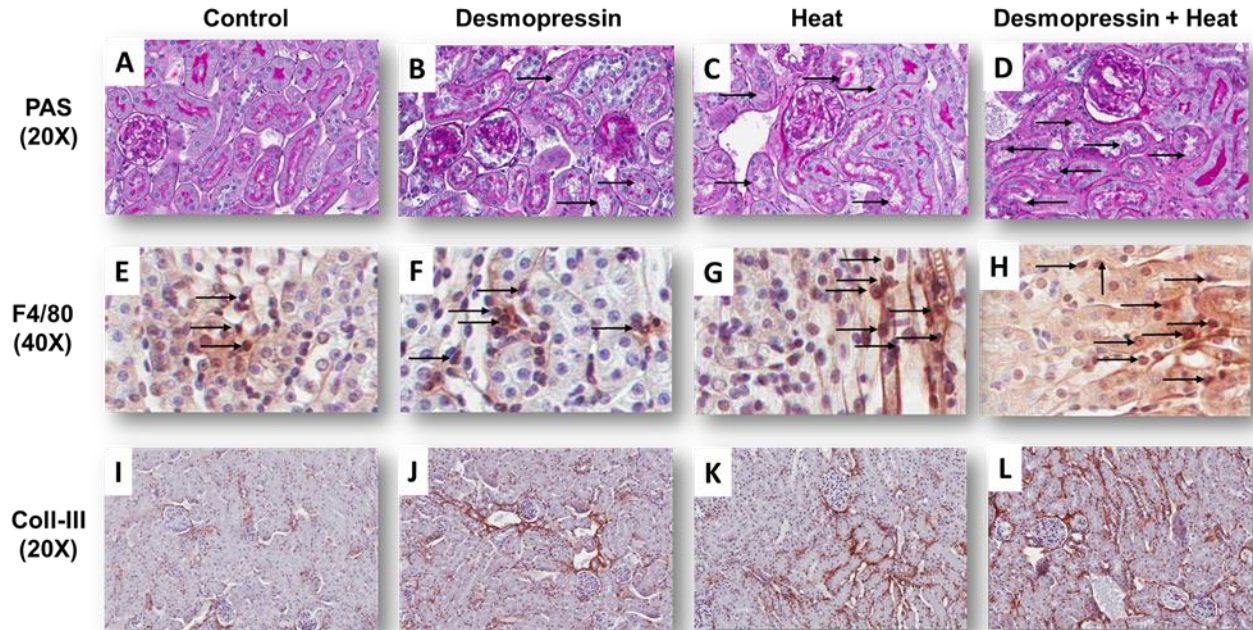 Control Desmopressin Heat Desmopressin + Heat
PAS
(20X)
A B C D
F4/80
(40X)
E F G H
Coll-III
(20X)
I J K L